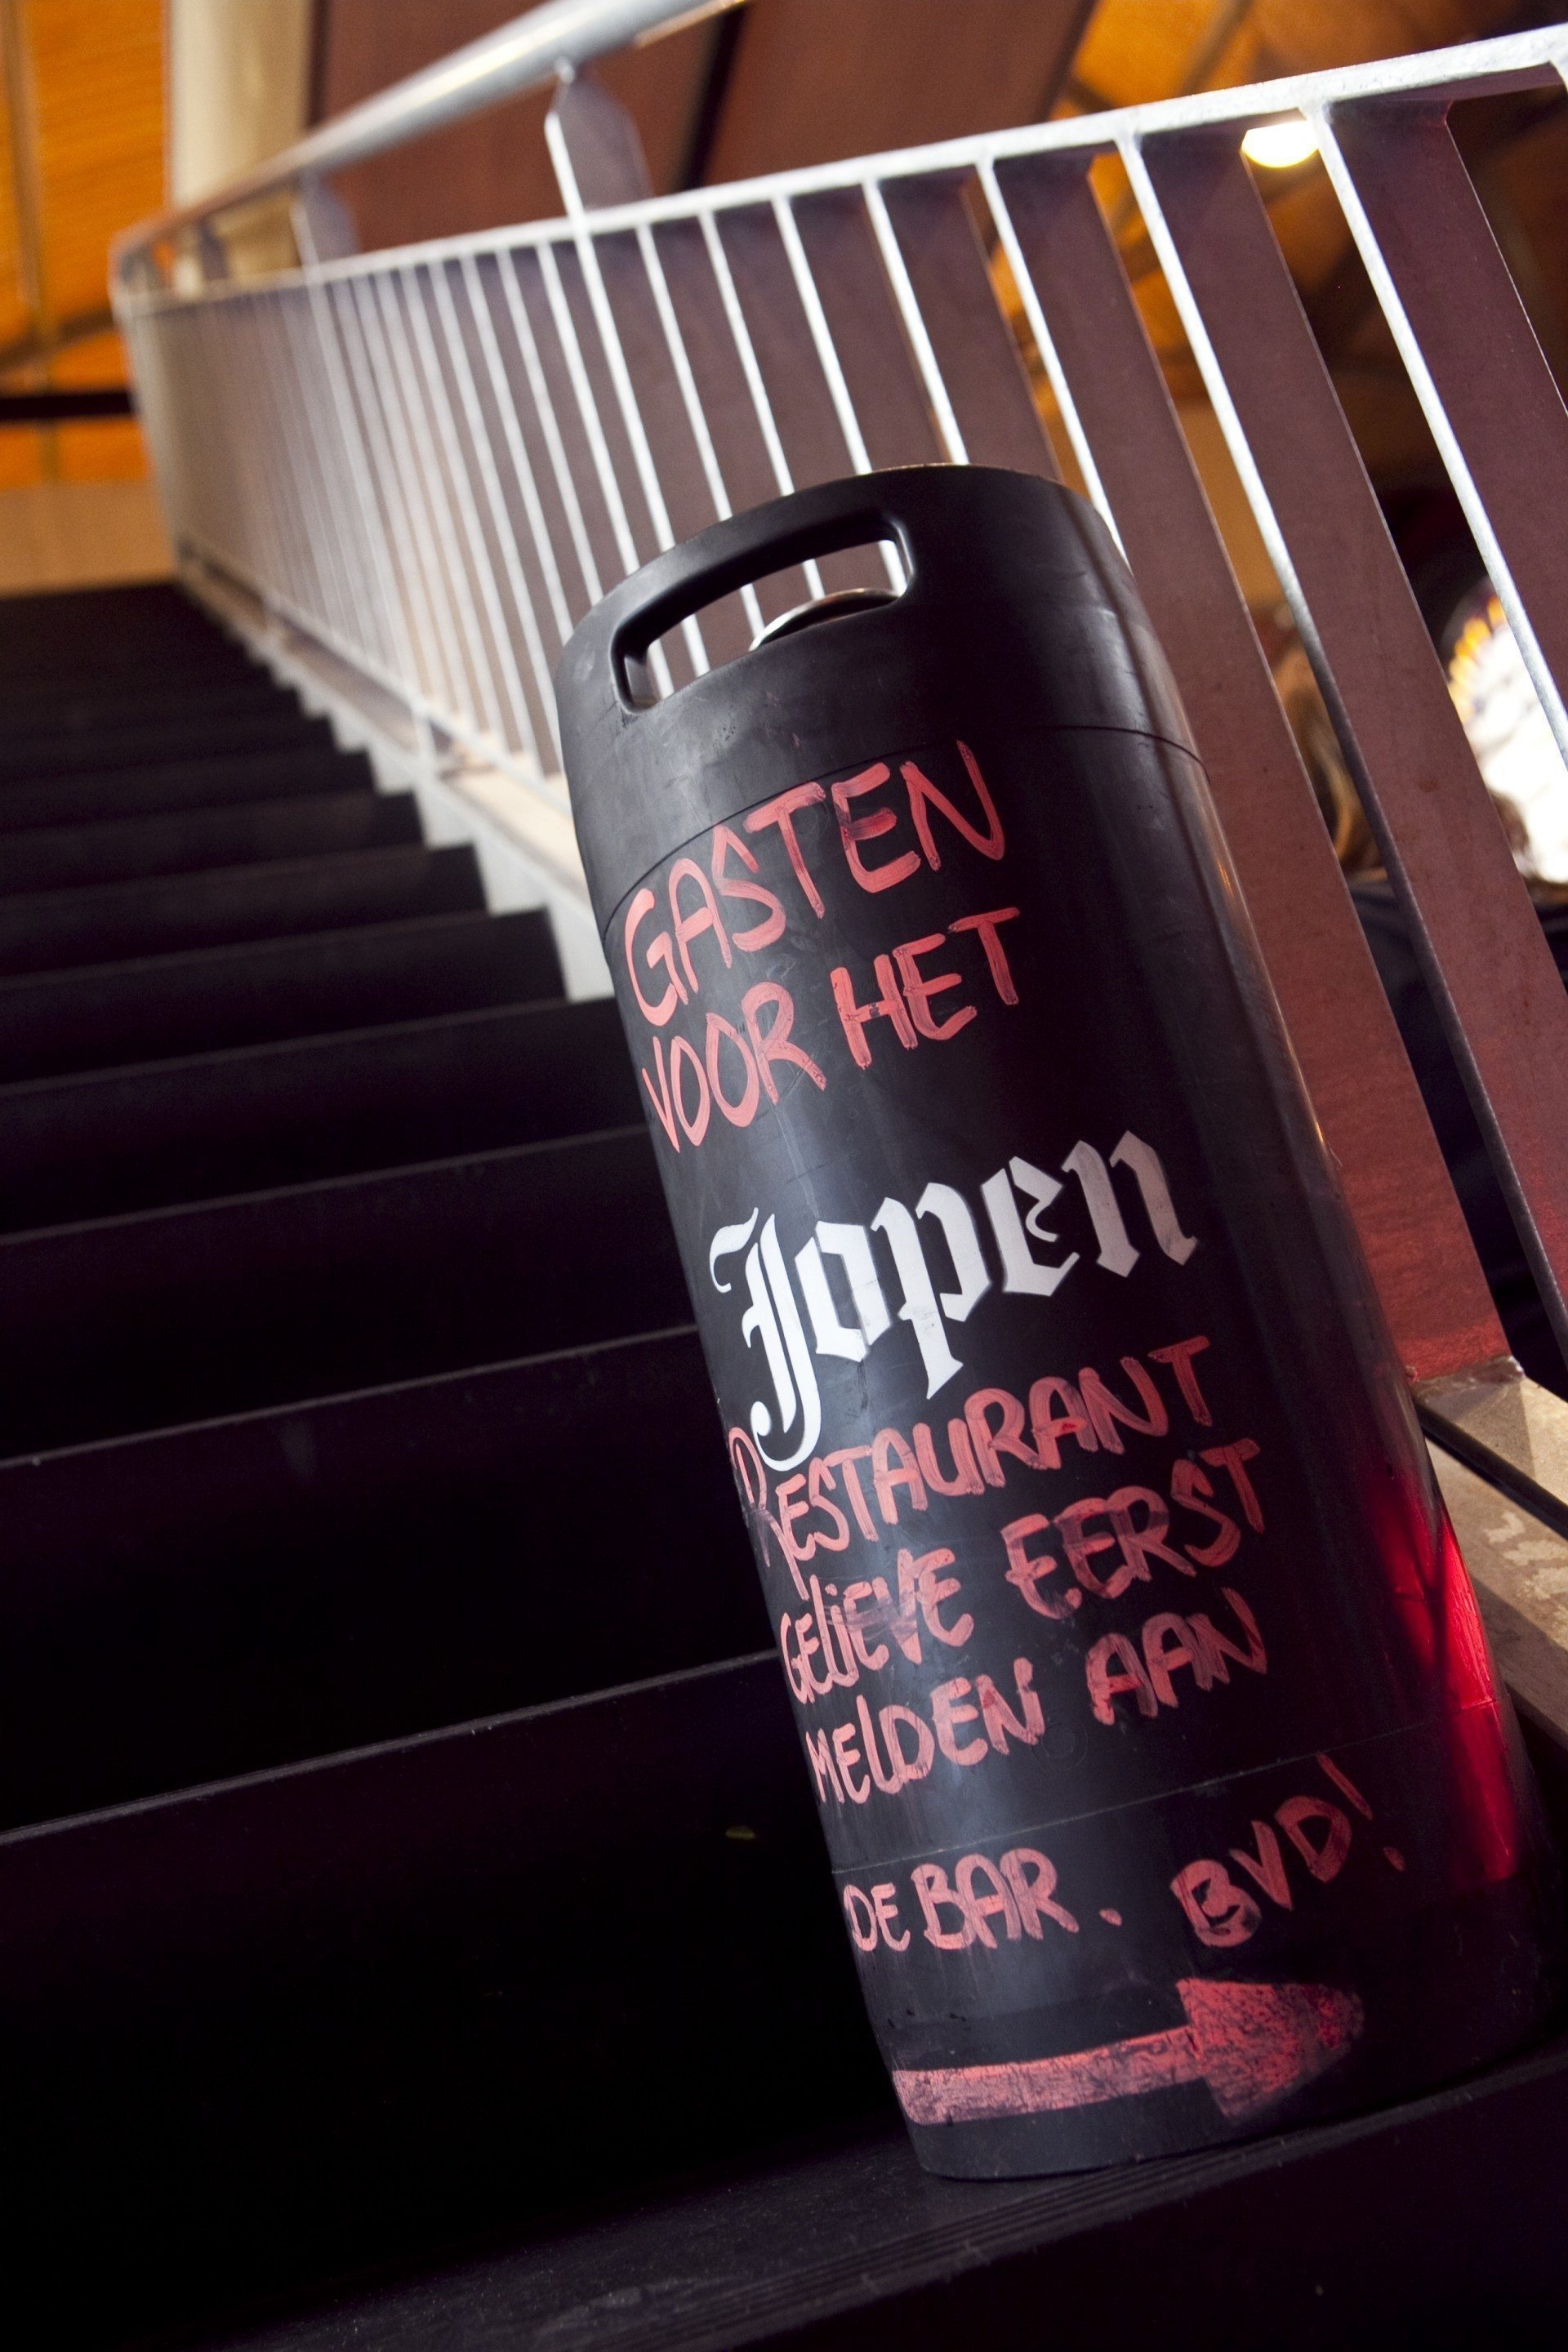 GASTEN
VOOR HET
Jopen
RESTAURANT
GELIEVE EERST
MELDEN AAN
DE BAR. BVD!